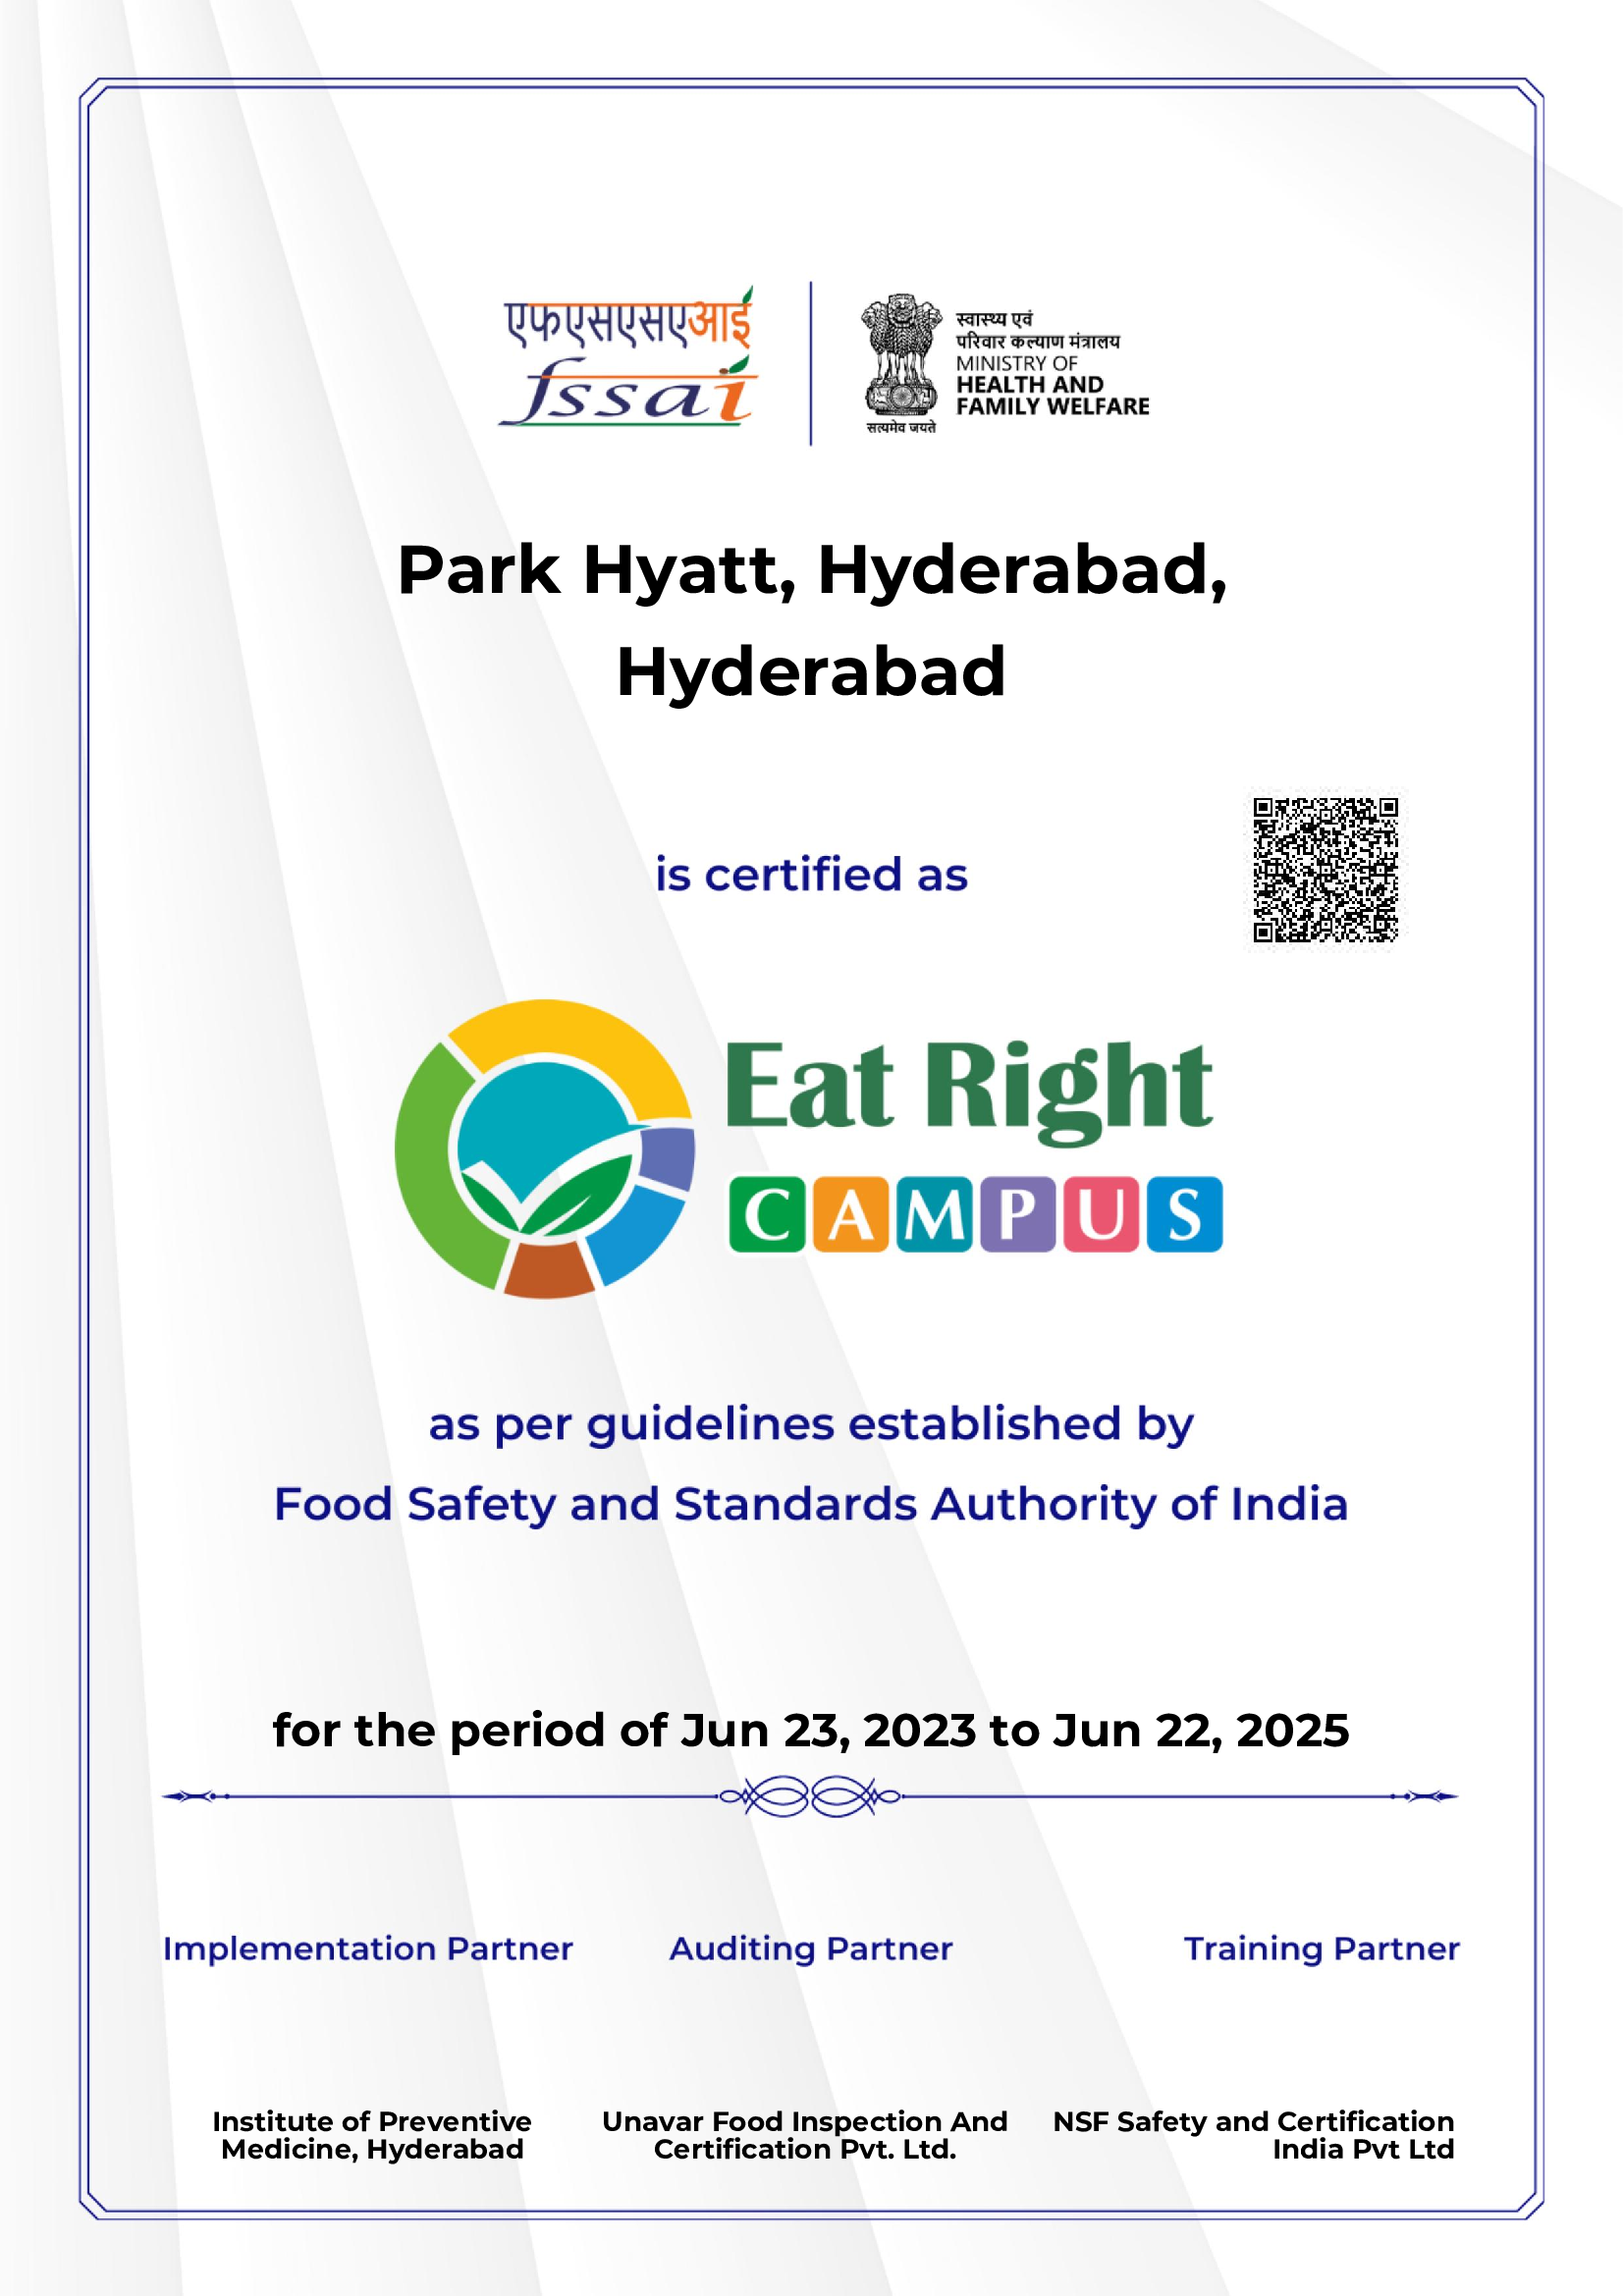 एफएसएसएआई
fssai
स्वास्थ्य एवं
परिवार कल्याण मंत्रालय
MINISTRY OF
HEALTH AND
FAMILY WELFARE
सत्यमेव जयते
Park Hyatt, Hyderabad,
Hyderabad
is certified as
Eat Right
CAMPUS
as per guidelines established by
Food Safety and Standards Authority of India
for the period of Jun 23, 2023 to Jun 22, 2025
Implementation Partner
Auditing Partner
Training Partner
Institute of Preventive
Medicine, Hyderabad
Unavar Food Inspection And
Certification Pvt. Ltd.
NSF Safety and Certification
India Pvt Ltd